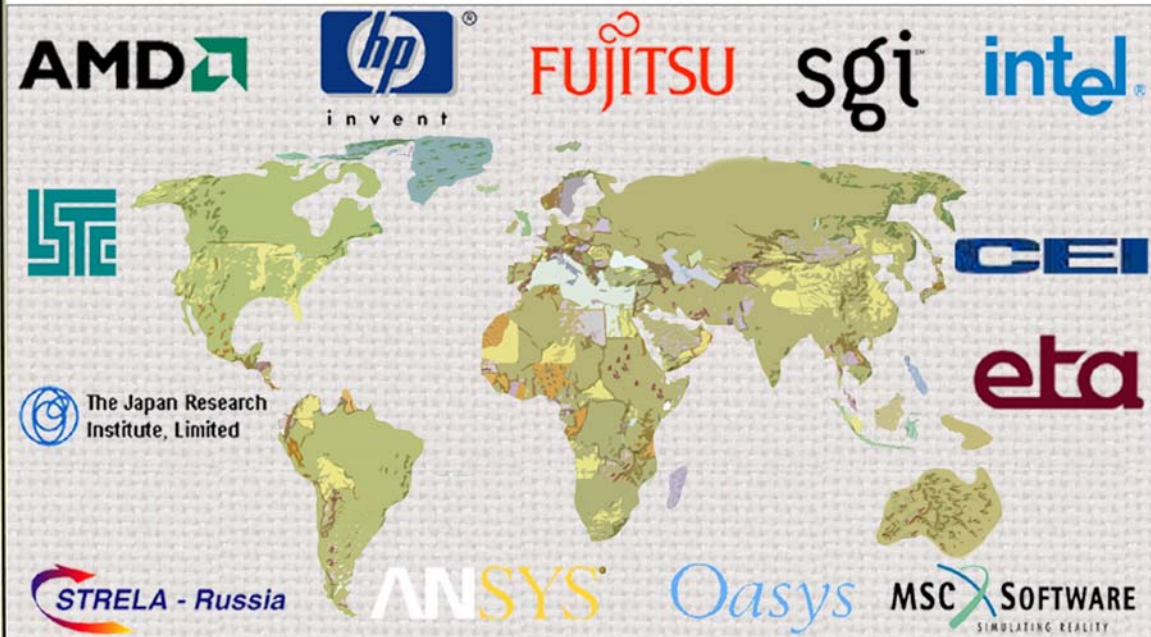 AMD
hp
®
invent
FUJITSU
sgi
intel®
LSTC
CEI
eta
The Japan Research
Institute, Limited
STRELA - Russia
ANSYS
Oasys
MSC SOFTWARE
SIMULATING REALITY